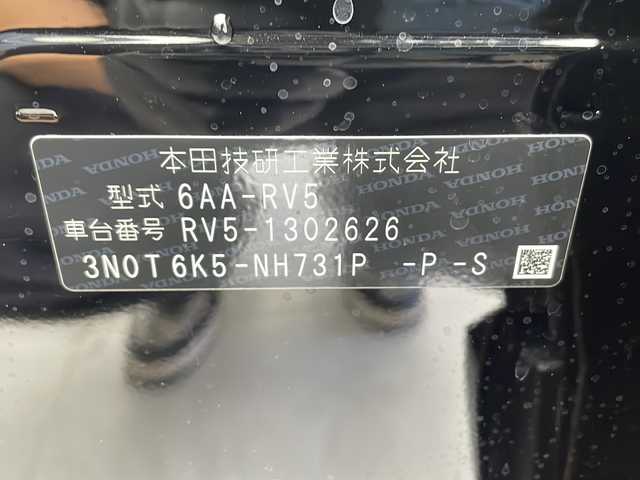 本田技研工業株式会社
型式 6AA-RV5
車台番号 RV5-1302626
3N0T6K5-NH731P -P-S